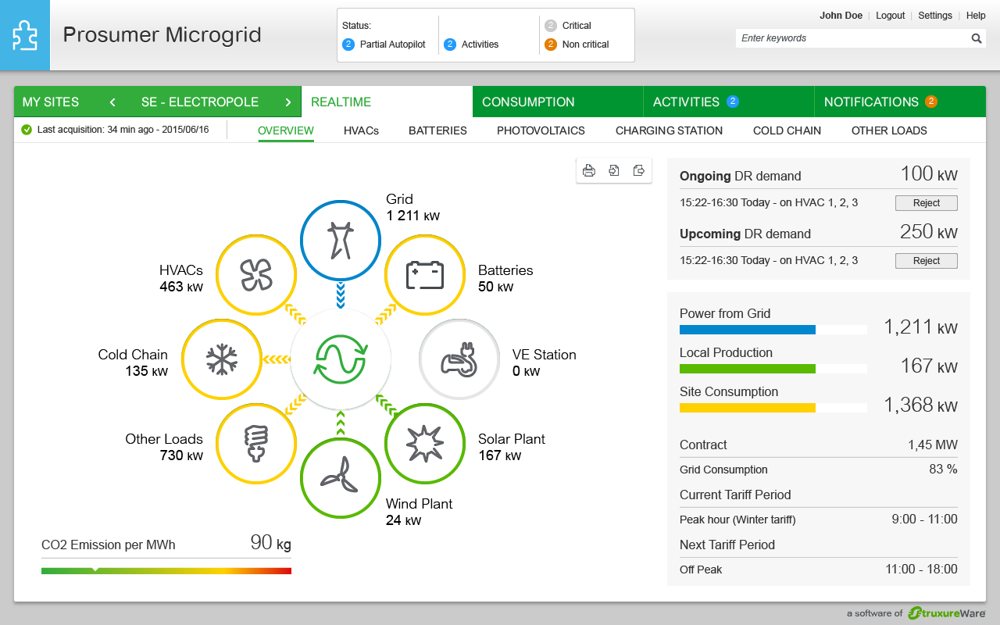 Prosumer Microgrid
Status:
2 Partial Autopilot
2 Activities
2 Critical
2 Non critical
John Doe | Logout | Settings | Help
Enter keywords
MY SITES
SE - ELECTROPOLE
REALTIME
CONSUMPTION
ACTIVITIES 2
NOTIFICATIONS 2
Last acquisition: 34 min ago - 2015/06/16
OVERVIEW
HVACs
BATTERIES
PHOTOVOLTAICS
CHARGING STATION
COLD CHAIN
OTHER LOADS
Grid
1 211 kW
HVACs
463 kW
Batteries
50 kW
Cold Chain
135 kW
VE Station
0 kW
Other Loads
730 kW
Solar Plant
167 kW
Wind Plant
24 kW
CO2 Emission per MWh 90 kg
Ongoing DR demand 100 kW
15:22-16:30 Today - on HVAC 1, 2, 3 Reject
Upcoming DR demand 250 kW
15:22-16:30 Today - on HVAC 1, 2, 3 Reject
Power from Grid 1,211 kW
Local Production 167 kW
Site Consumption 1,368 kW
Contract 1,45 MW
Grid Consumption 83 %
Current Tariff Period
Peak hour (Winter tariff) 9:00 - 11:00
Next Tariff Period
Off Peak 11:00 - 18:00
a software of StruxureWare